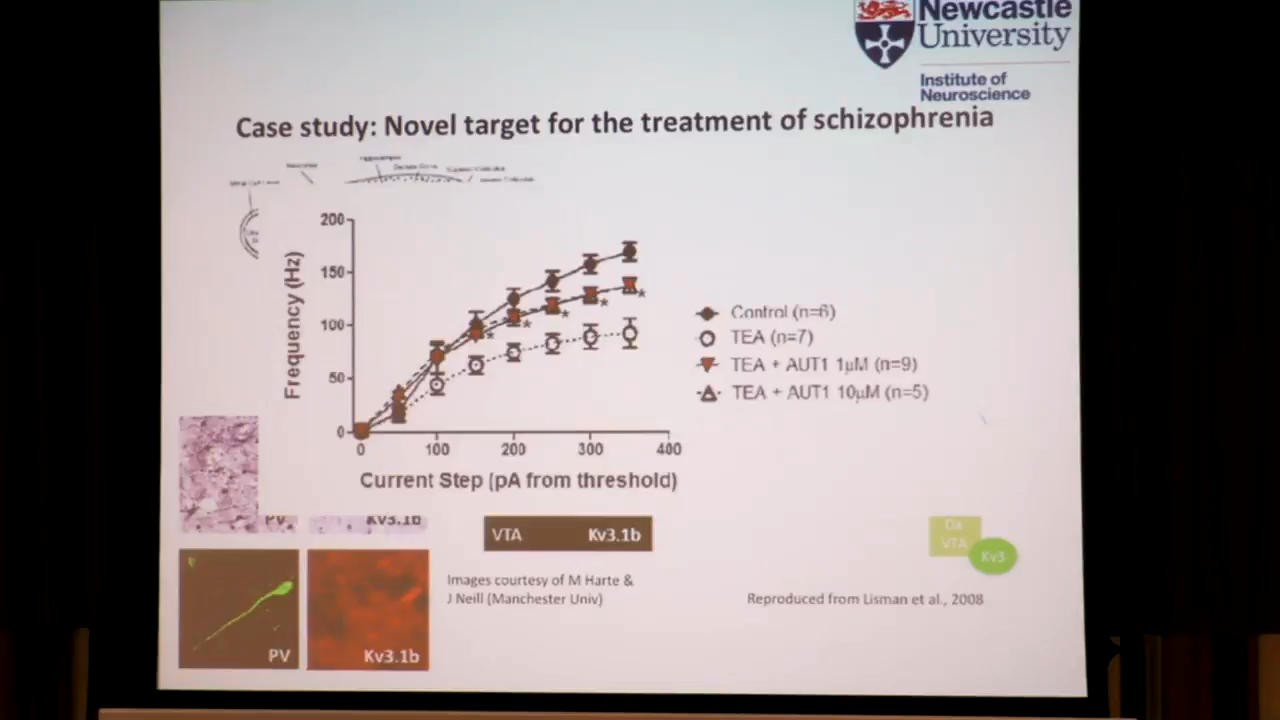 Newcastle
University
Institute of
Neuroscience
Case study: Novel target for the treatment of schizophrenia
200
150
100
50
0
Frequency (Hz)
0 100 200 300 400
Current Step (pA from threshold)
Control (n=6)
TEA (n=7)
TEA + AUT1 1µM (n=9)
TEA + AUT1 10µM (n=5)
PV
Kv3.1b
VTA Kv3.1b
Da
VTA
Kv3
Images courtesy of M Harte &
J Neill (Manchester Univ)
Reproduced from Lisman et al., 2008
PV
Kv3.1b